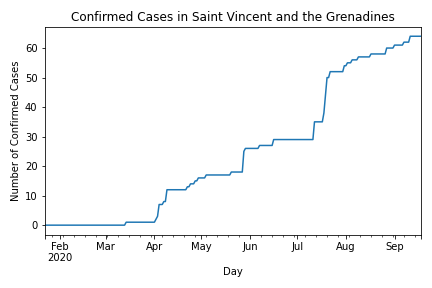 Confirmed Cases in Saint Vincent and the Grenadines
Number of Confirmed Cases
60
50
40
30
20
10
0
Feb Mar Apr May Jun Jul Aug Sep
2020
Day